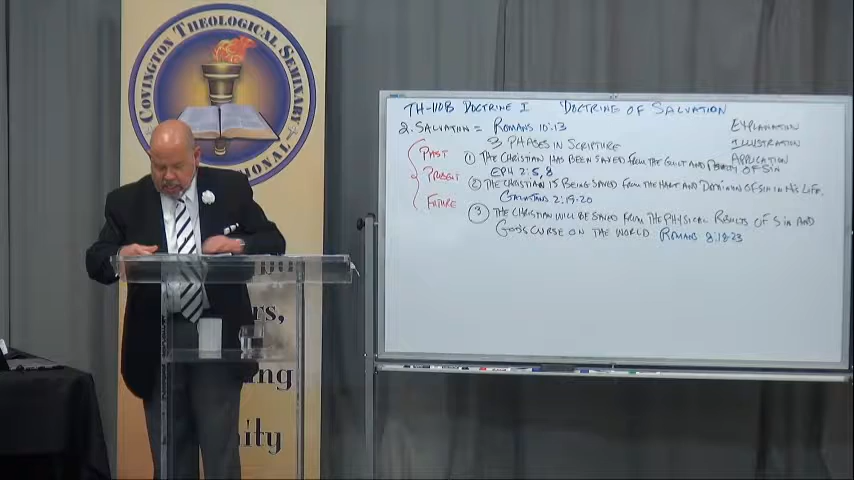 COVINGTON THEOLOGICAL SEMINARY
TH-110B DOCTRINE I DOCTRINE OF SALVATION
2. SALVATION = ROMANS 10:13
EXPLANATION
ILLUSTRATION
APPLICATION
3 PHASES IN SCRIPTURE
PAST
① THE CHRISTIAN HAS BEEN SAVED FROM THE GUILT AND PENALTY OF SIN
EPH 2:5,8
PRESENT
② THE CHRISTIAN IS BEING SAVED FROM THE HABIT AND DOMINION OF SIN IN HIS LIFE.
GALATIANS 2:19-20
FUTURE
③ THE CHRISTIAN WILL BE SAVED FROM THE PHYSICAL RESULTS OF SIN AND
GOD'S CURSE ON THE WORLD. ROMANS 8:18-23